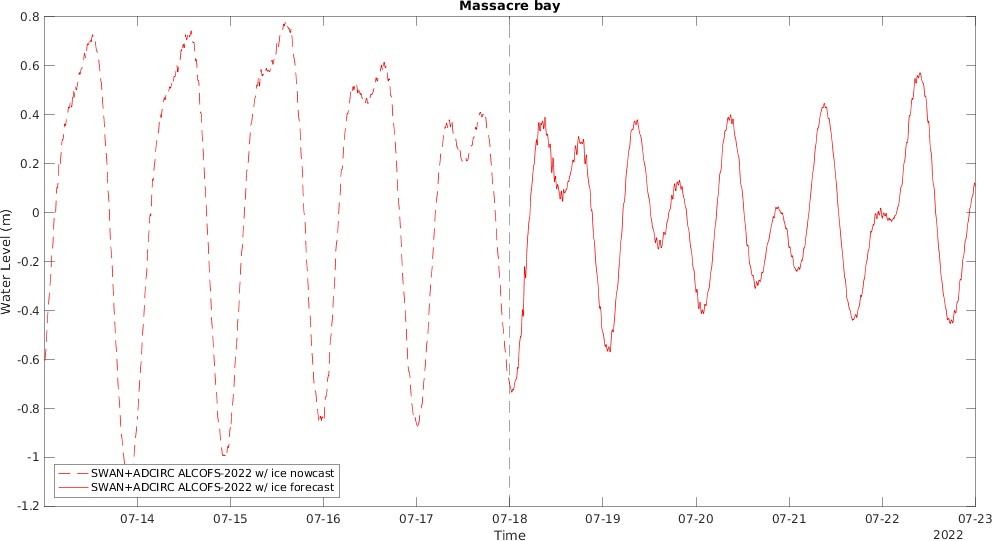 Massacre bay
Water Level (m)
0.8
0.6
0.4
0.2
0
-0.2
-0.4
-0.6
-0.8
-1
-1.2
SWAN+ADCIRC ALCOFS-2022 w/ ice nowcast
SWAN+ADCIRC ALCOFS-2022 w/ ice forecast
07-14 07-15 07-16 07-17 07-18 07-19 07-20 07-21 07-22 07-23
Time
2022